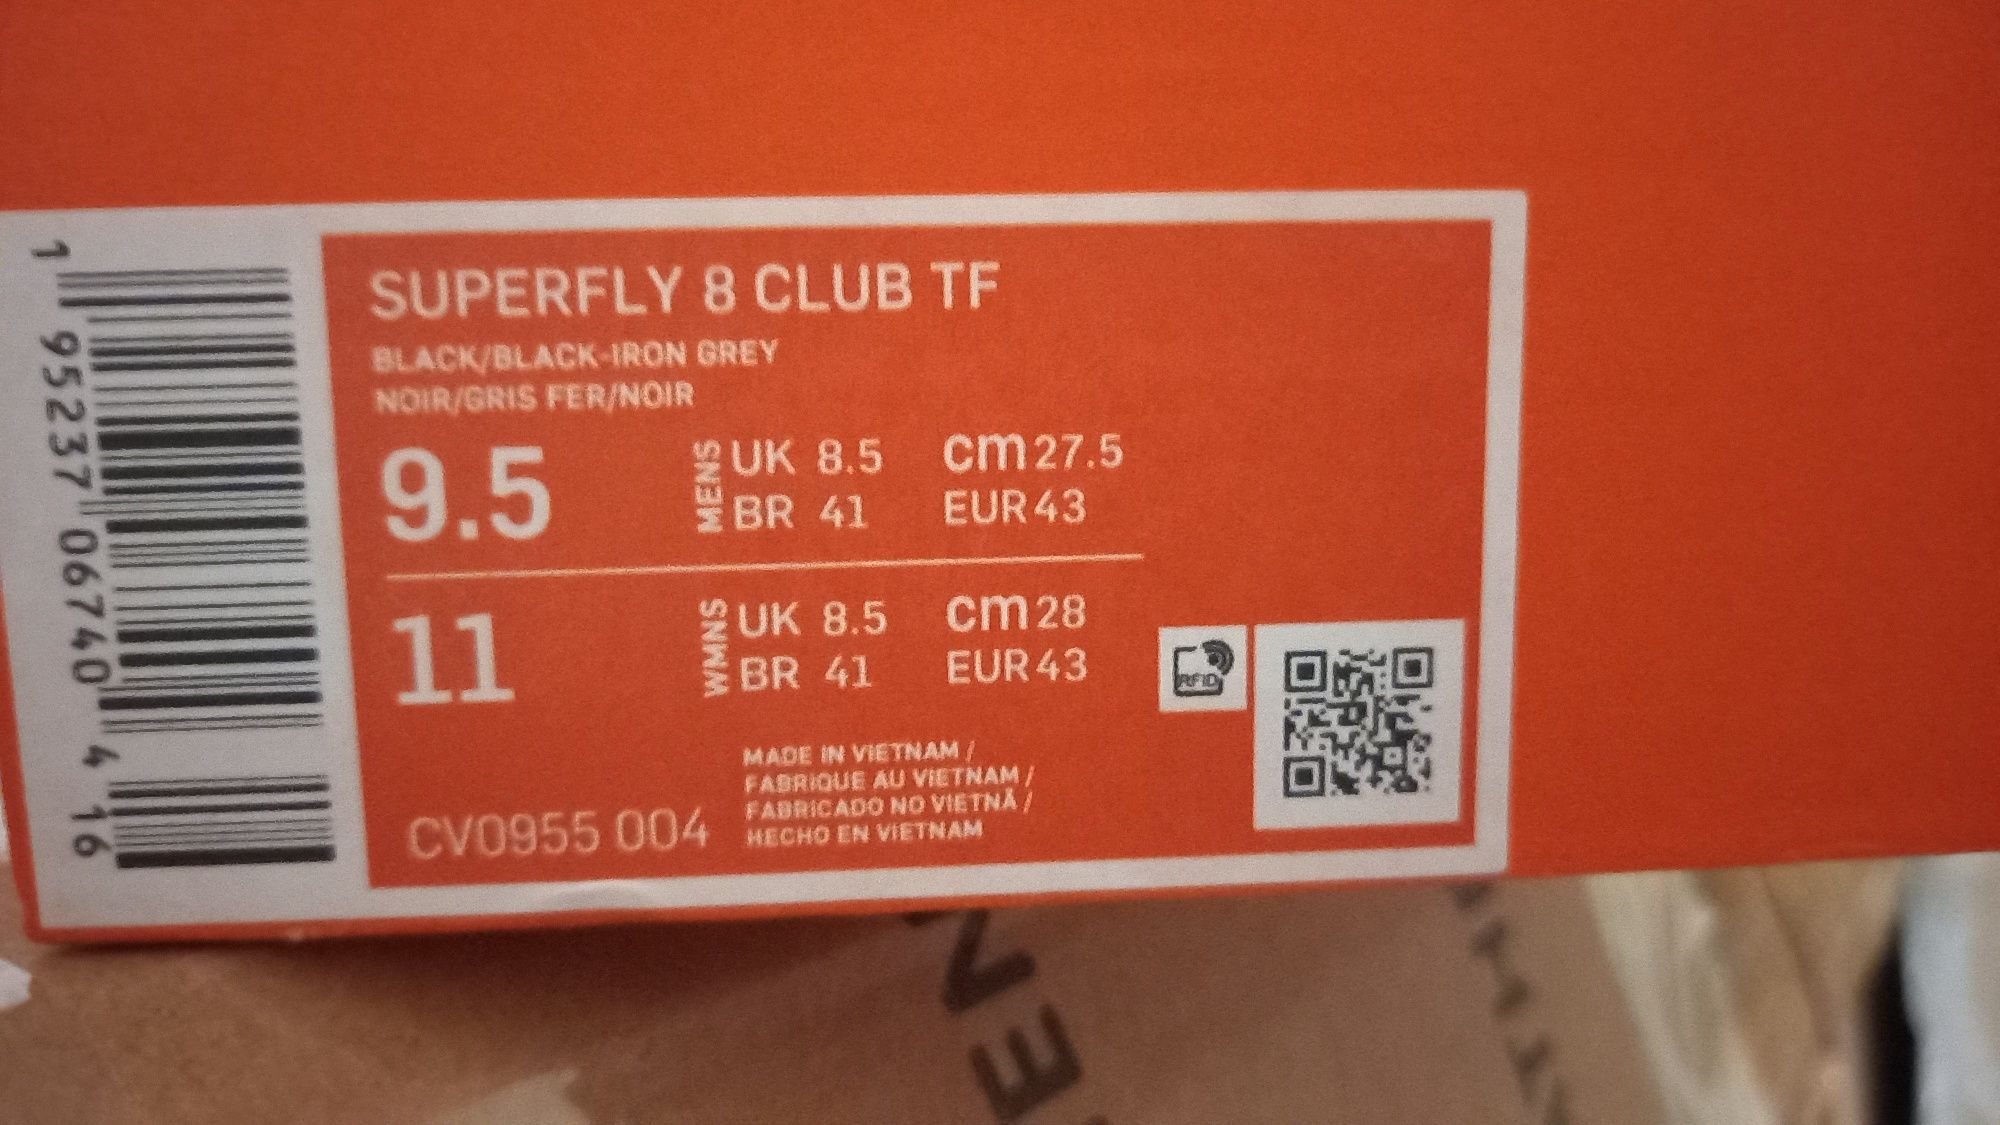 1 95237 06740 4 16
SUPERFLY 8 CLUB TF
BLACK/BLACK-IRON GREY
NOIR/GRIS FER/NOIR
9.5 MENS UK 8.5 cm 27.5
BR 41 EUR 43
11 WMNS UK 8.5 cm 28
BR 41 EUR 43
RFID
MADE IN VIETNAM /
FABRIQUE AU VIETNAM /
FABRICADO NO VIETNÃ /
HECHO EN VIETNAM
CV0955 004